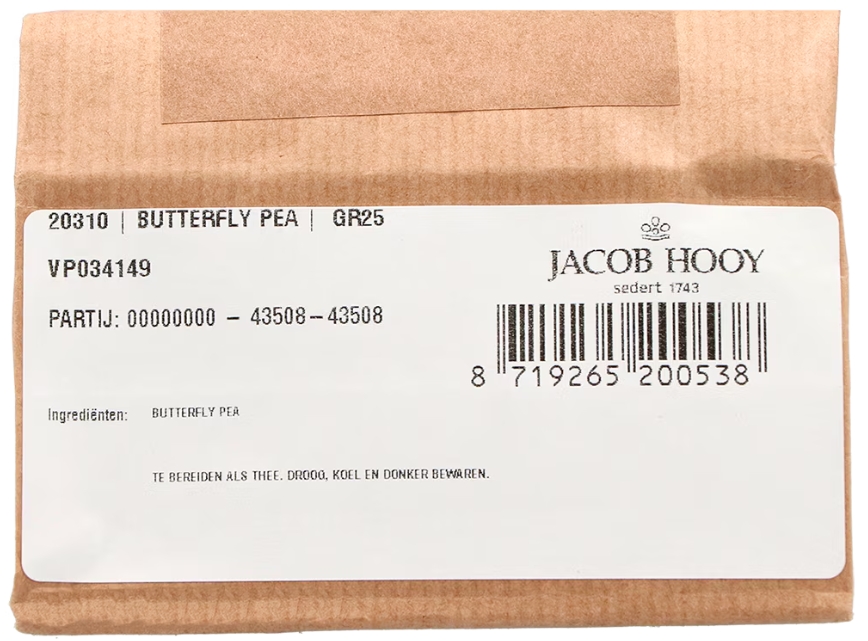 20310 | BUTTERFLY PEA | GR25
VP034149
PARTIJ: 00000000 – 43508–43508
JACOB HOOY
sedert 1743
8 719265 200538
Ingrediënten: BUTTERFLY PEA
TE BEREIDEN ALS THEE. DROOG, KOEL EN DONKER BEWAREN.